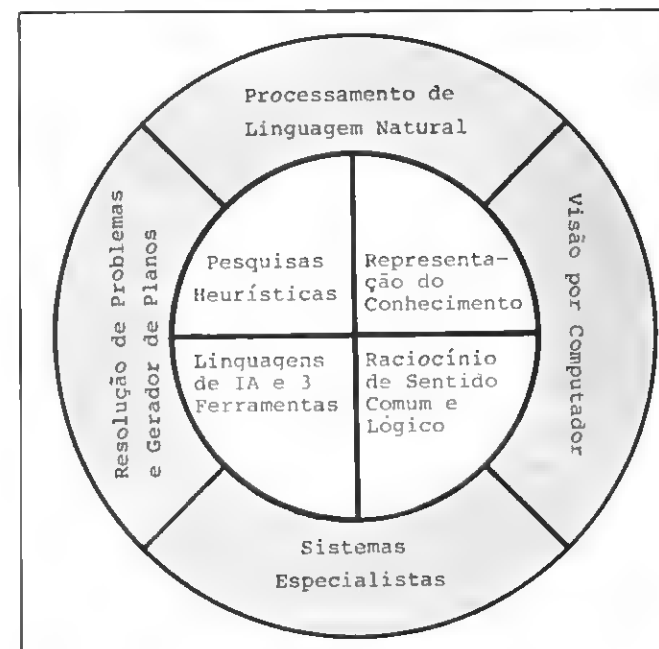 Processamento de
Linguagem Natural
Resolução de Problemas
e Gerador de Planos
Visão por Computador
Pesquisas
Heurísticas
Representa-
ção do
Conhecimento
Linguagens
de IA e 3
Ferramentas
Raciocínio
de Sentido
Comum e
Lógico
Sistemas
Especialistas